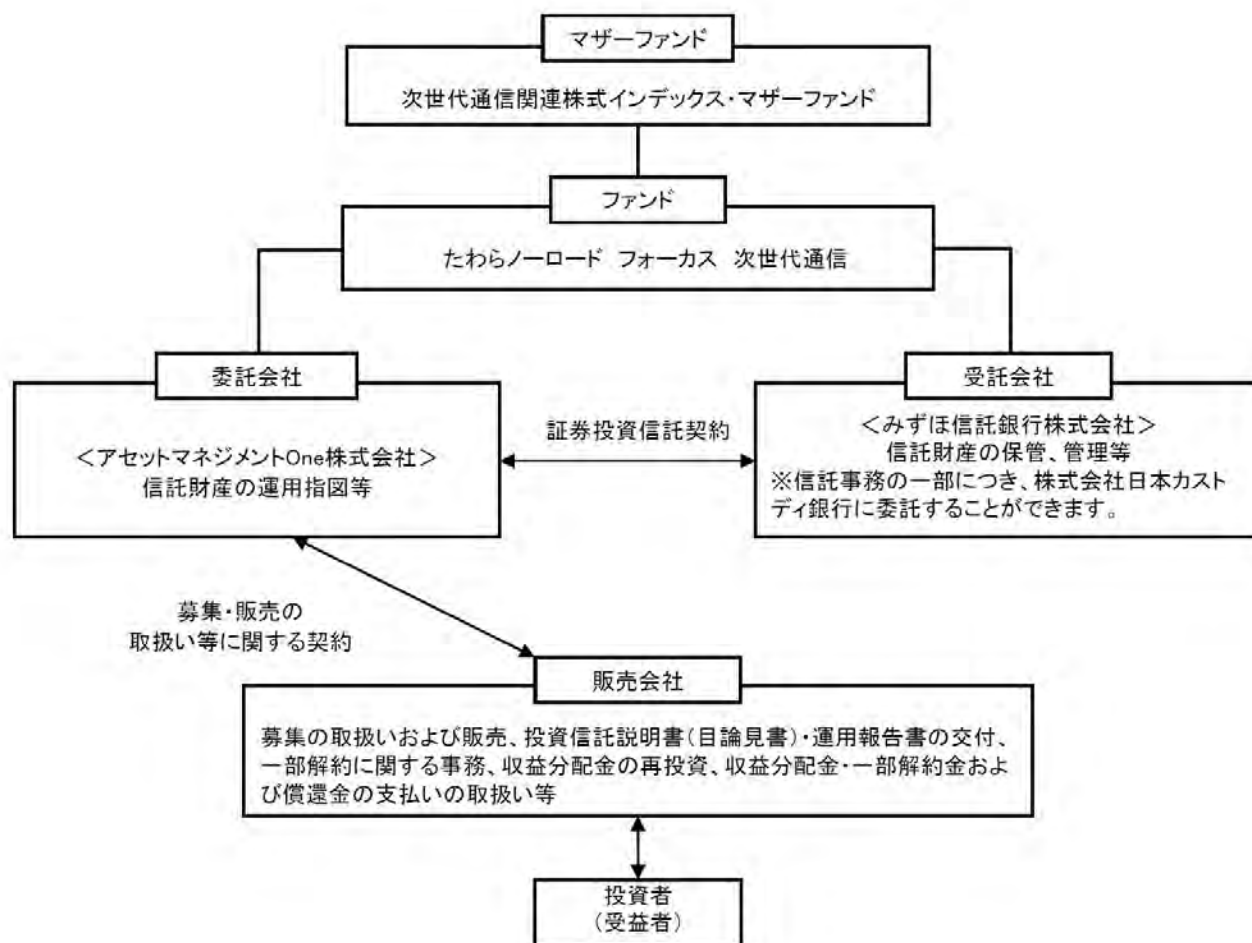 マザーファンド
次世代通信関連株式インデックス・マザーファンド
ファンド
たわらノーロード フォーカス 次世代通信
委託会社
<アセットマネジメントOne株式会社>
信託財産の運用指図等
証券投資信託契約
受託会社
<みずほ信託銀行株式会社>
信託財産の保管、管理等
※信託事務の一部につき、株式会社日本カスト
ディ銀行に委託することができます。
募集・販売の
取扱い等に関する契約
販売会社
募集の取扱いおよび販売、投資信託説明書(目論見書)・運用報告書の交付、
一部解約に関する事務、収益分配金の再投資、収益分配金・一部解約金およ
び償還金の支払いの取扱い等
投資者
(受益者)